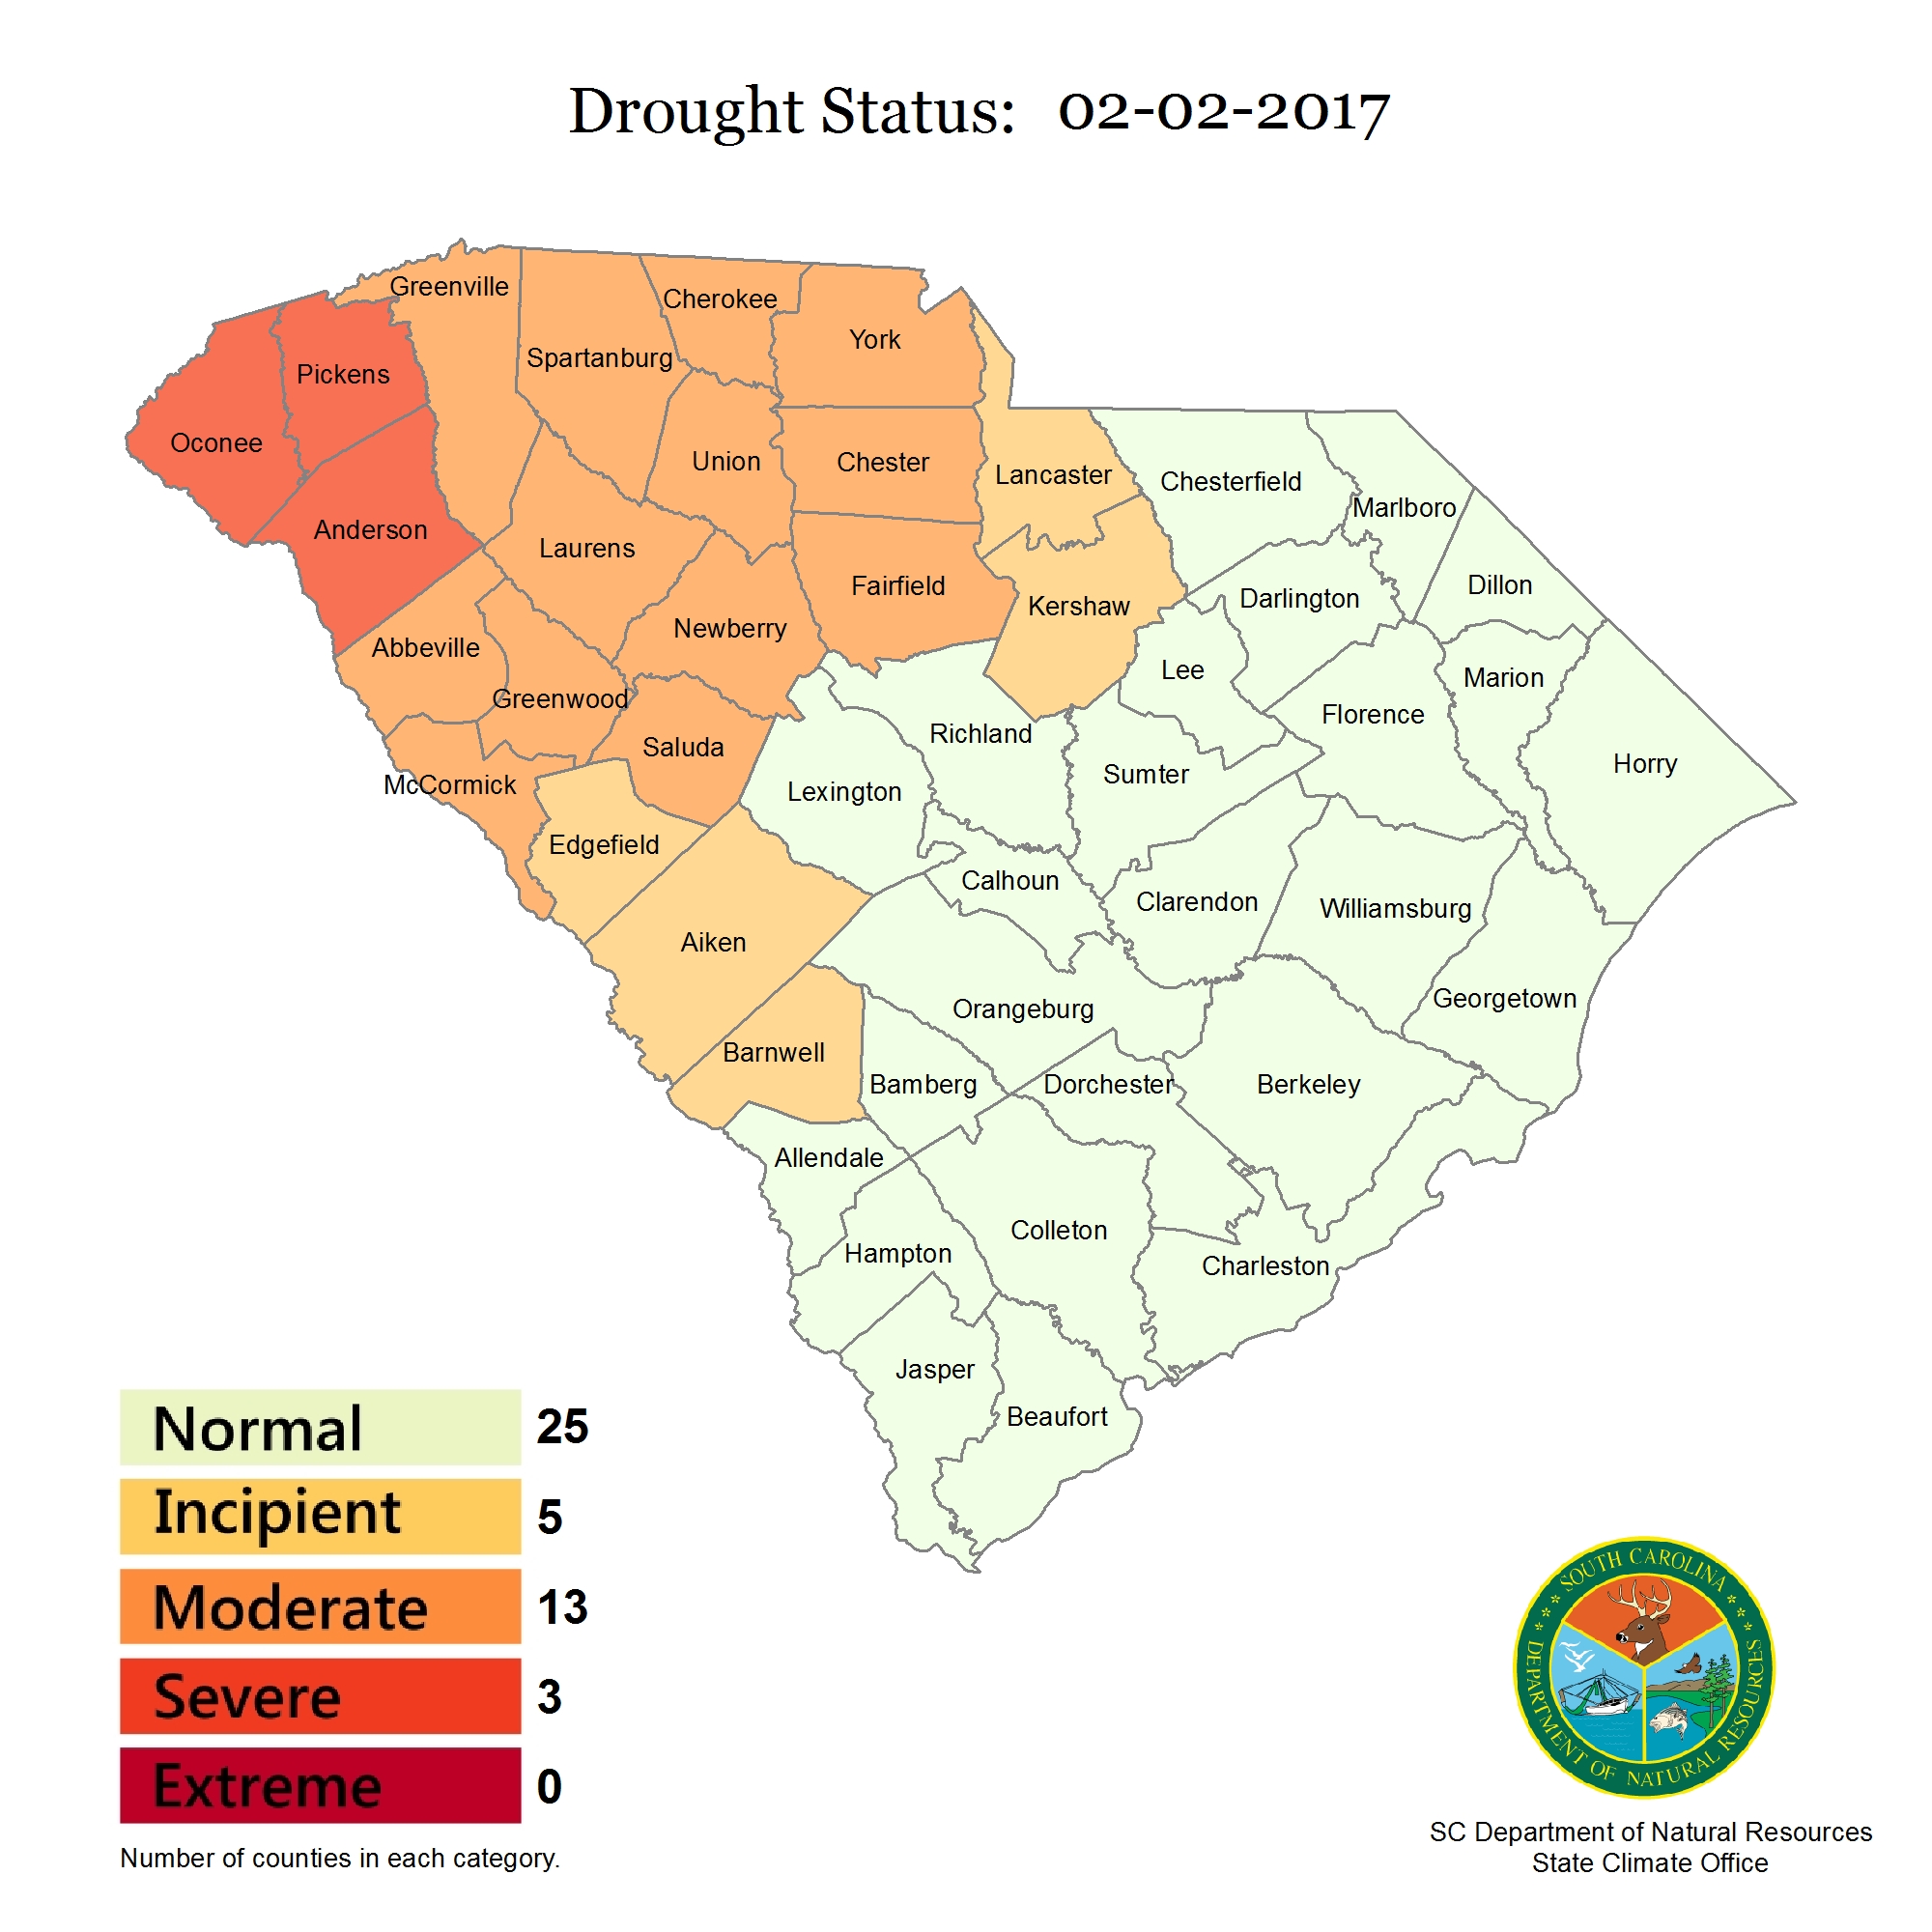 Drought Status: 02-02-2017
Greenville
Cherokee
York
Spartanburg
Pickens
Oconee
Union
Chester
Lancaster
Chesterfield
Marlboro
Anderson
Laurens
Fairfield
Kershaw
Darlington
Dillon
Newberry
Abbeville
Greenwood
Lee
Marion
Florence
Richland
Saluda
Horry
Sumter
McCormick
Lexington
Edgefield
Calhoun
Clarendon
Williamsburg
Aiken
Georgetown
Orangeburg
Barnwell
Bamberg
Dorchester
Berkeley
Allendale
Colleton
Hampton
Charleston
Jasper
Beaufort
Normal 25
Incipient 5
Moderate 13
Severe 3
Extreme 0
Number of counties in each category.
SOUTH CAROLINA
DEPARTMENT OF NATURAL RESOURCES
SC Department of Natural Resources
State Climate Office